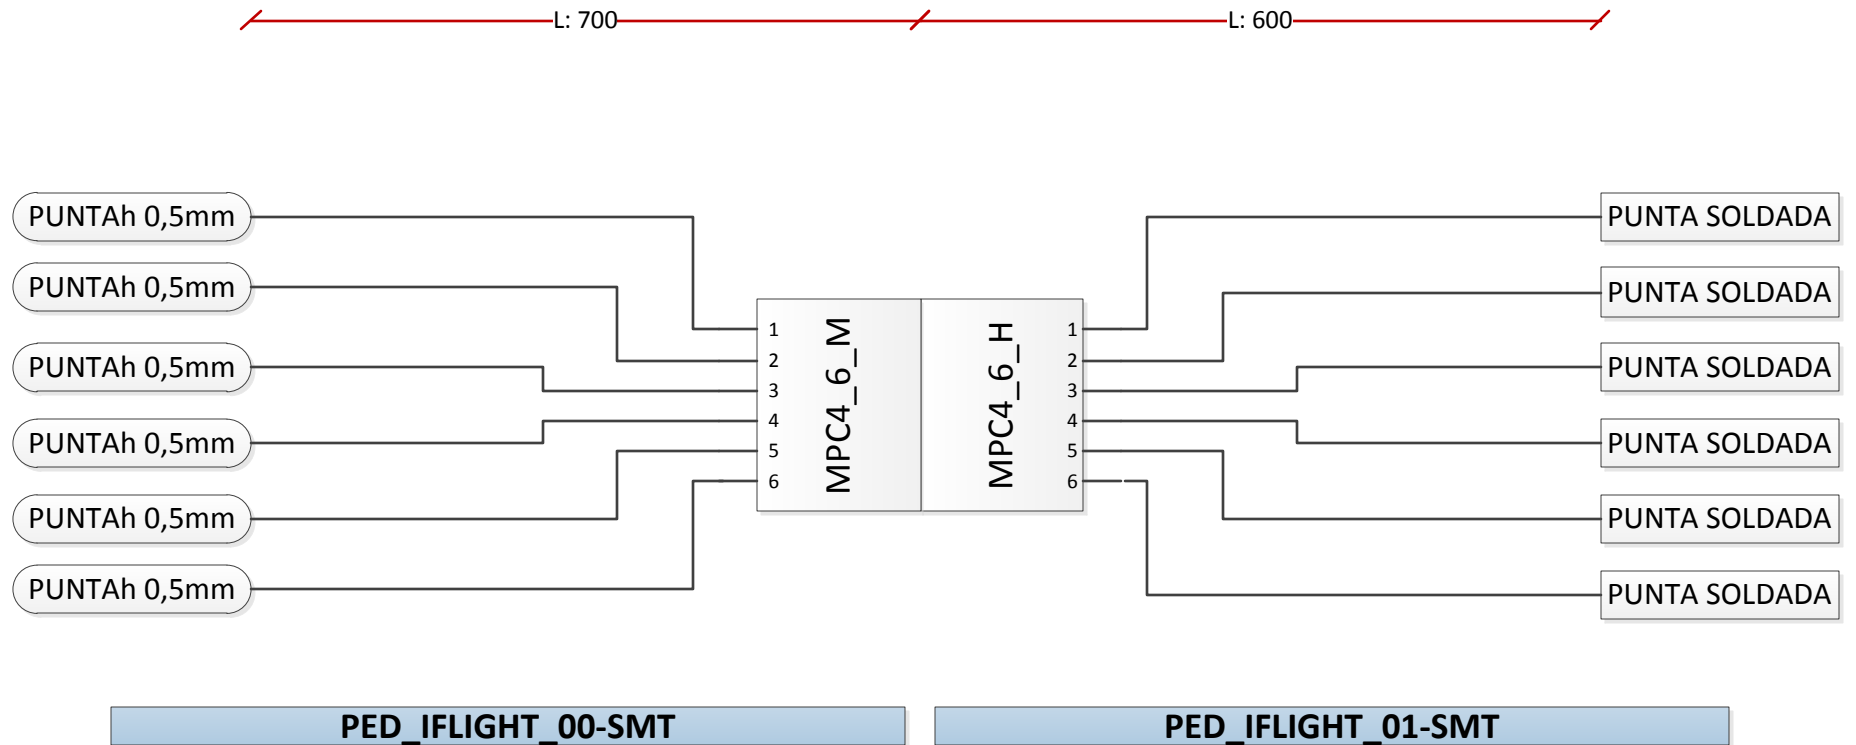 L: 700
L: 600
PUNTAh 0,5mm
PUNTAh 0,5mm
PUNTAh 0,5mm
PUNTAh 0,5mm
PUNTAh 0,5mm
PUNTAh 0,5mm
1
2
3
4
5
6
MPC4_6_M
MPC4_6_H
1
2
3
4
5
6
PUNTA SOLDADA
PUNTA SOLDADA
PUNTA SOLDADA
PUNTA SOLDADA
PUNTA SOLDADA
PUNTA SOLDADA
PED_IFLIGHT_00-SMT
PED_IFLIGHT_01-SMT